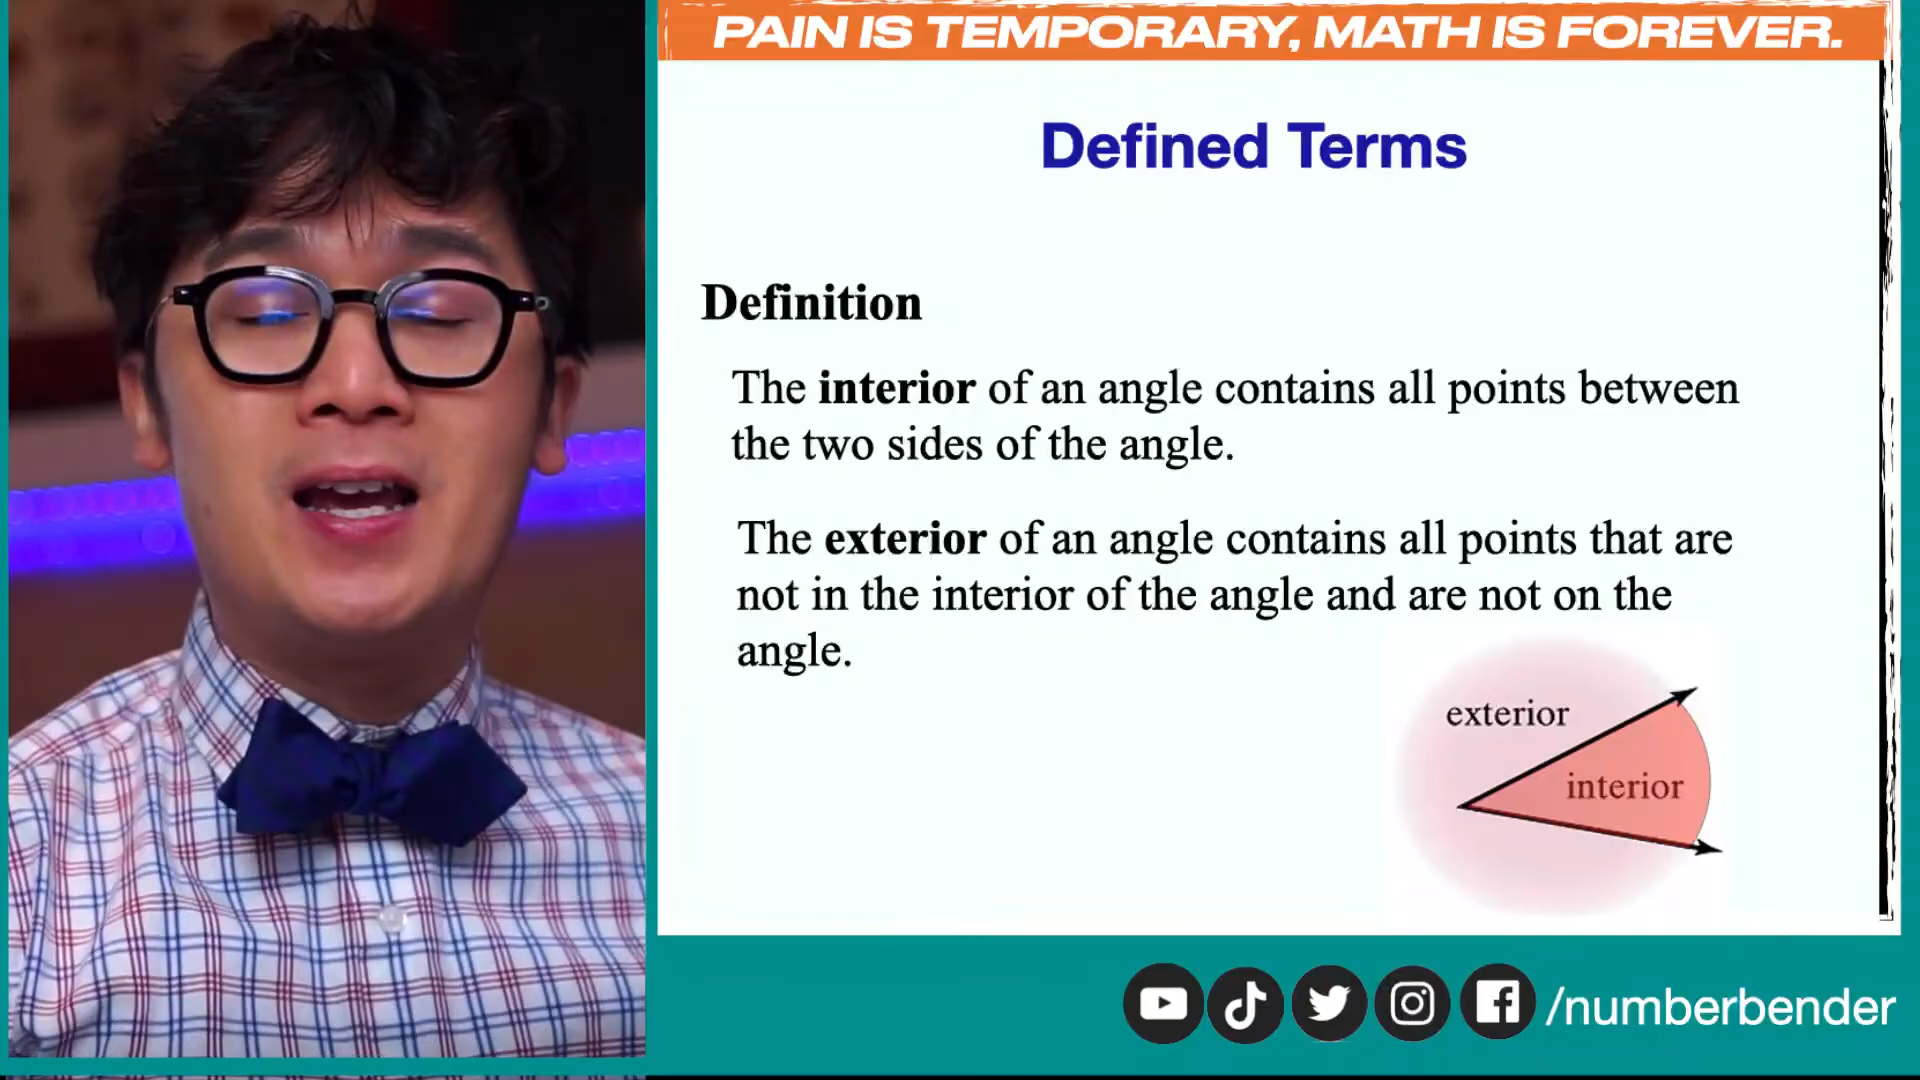 PAIN IS TEMPORARY, MATH IS FOREVER.
Defined Terms
Definition
The interior of an angle contains all points between
the two sides of the angle.
The exterior of an angle contains all points that are
not in the interior of the angle and are not on the
angle.
exterior
interior
/numberbender